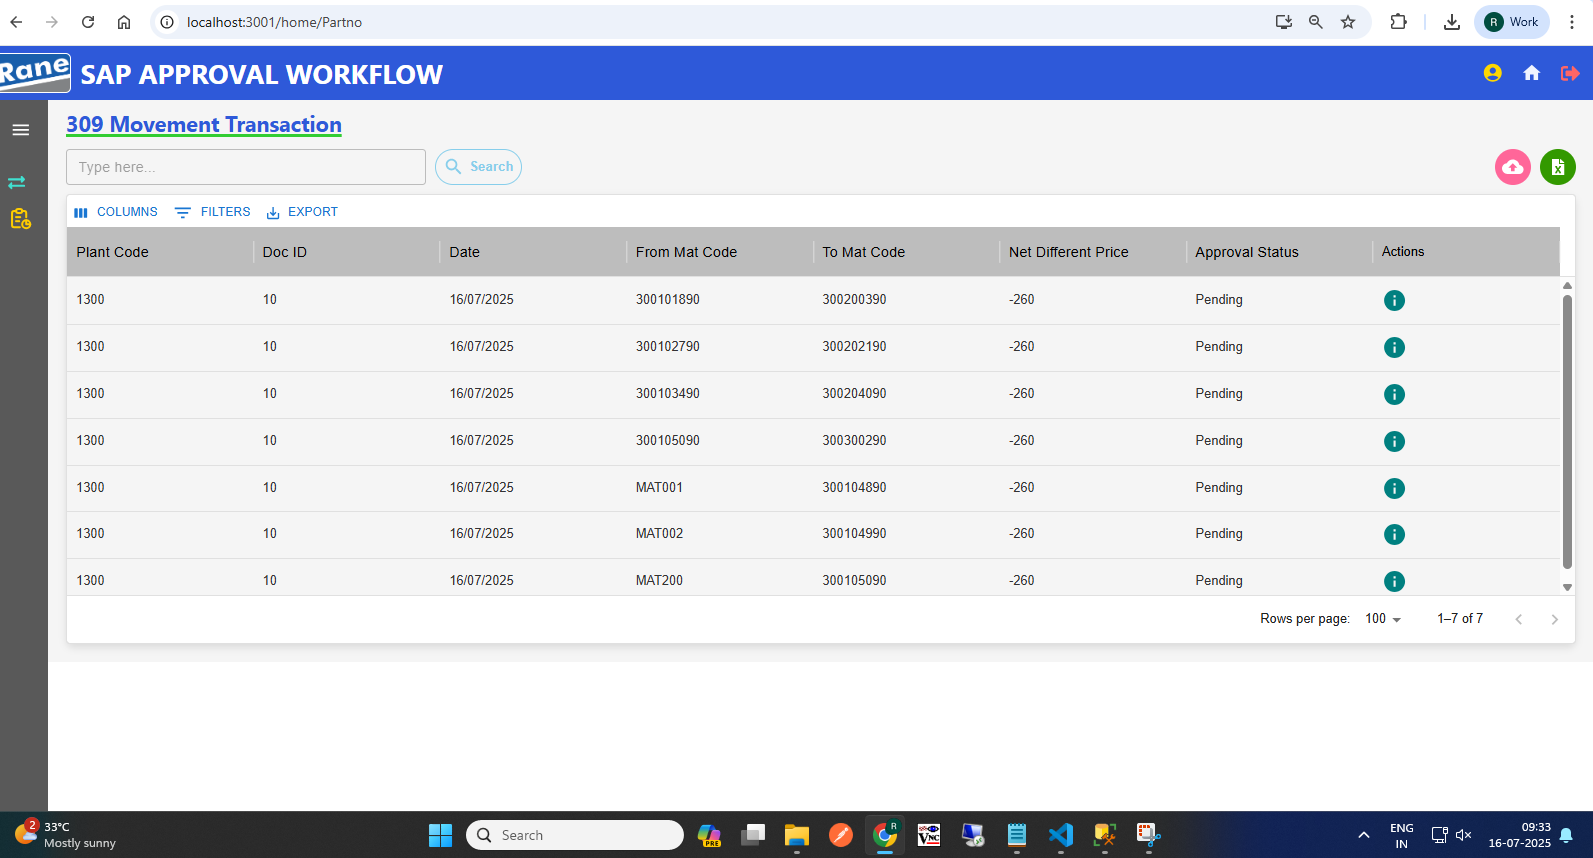 localhost:3001/home/Partno
R Work
Rane SAP APPROVAL WORKFLOW
309 Movement Transaction
Type here...
Search
COLUMNS FILTERS EXPORT
Plant Code Doc ID Date From Mat Code To Mat Code Net Different Price Approval Status Actions
1300 10 16/07/2025 300101890 300200390 -260 Pending
1300 10 16/07/2025 300102790 300202190 -260 Pending
1300 10 16/07/2025 300103490 300204090 -260 Pending
1300 10 16/07/2025 300105090 300300290 -260 Pending
1300 10 16/07/2025 MAT001 300104890 -260 Pending
1300 10 16/07/2025 MAT002 300104990 -260 Pending
1300 10 16/07/2025 MAT200 300105090 -260 Pending
Rows per page: 100 1–7 of 7
2
33°C
Mostly sunny
Search
PRE
R
VNC
ENG
IN
09:33
16-07-2025